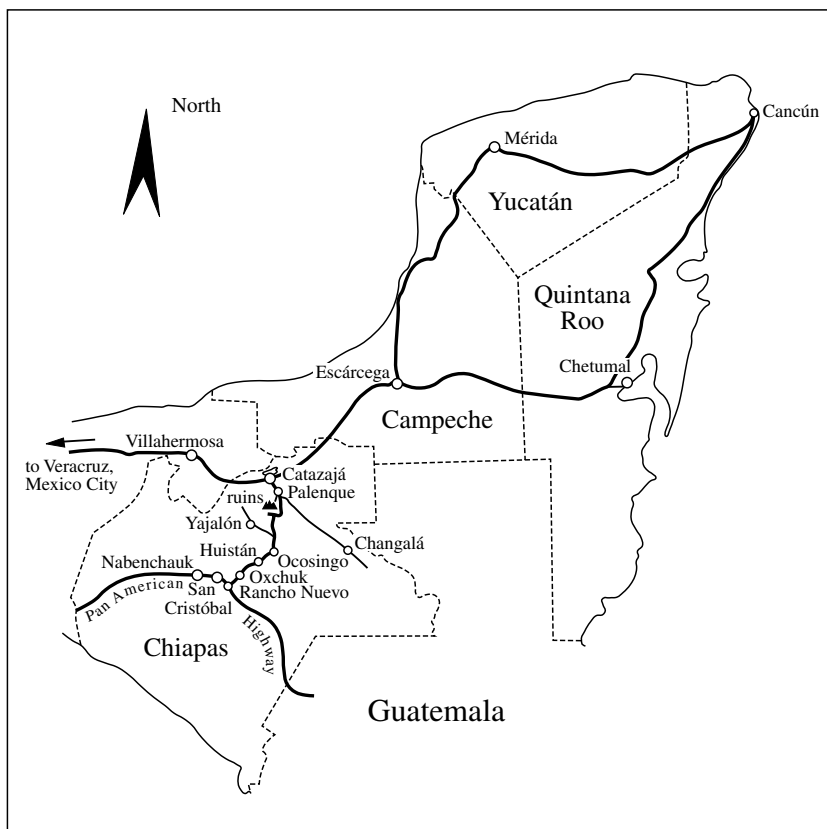 North
Cancún
Mérida
Yucatán
Quintana
Roo
Chetumal
Escárcega
Campeche
Villahermosa
to Veracruz,
Mexico City
Catazajá
Palenque
ruins
Yajalón
Changalá
Huistán
Ocosingo
Nabenchauk
Oxchuk
San
Cristóbal
Rancho Nuevo
Pan American
Highway
Chiapas
Guatemala